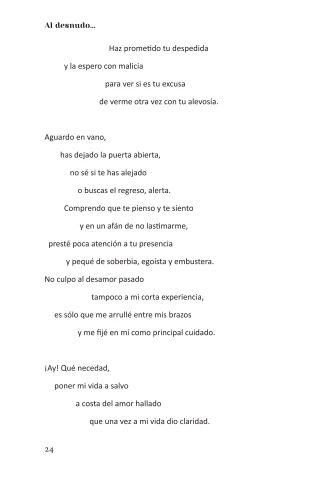 Al desnudo...
Haz prometido tu despedida
y la espero con malicia
para ver si es tu excusa
de verme otra vez con tu alevosía.
Aguardo en vano,
has dejado la puerta abierta,
no sé si te has alejado
o buscas el regreso, alerta.
Comprendo que te pienso y te siento
y en un afán de no lastimarme,
presté poca atención a tu presencia
y pequé de soberbia, egoísta y embustera.
No culpo al desamor pasado
tampoco a mi corta experiencia,
es sólo que me arrullé entre mis brazos
y me fijé en mí como principal cuidado.
¡Ay! Qué necedad,
poner mi vida a salvo
a costa del amor hallado
que una vez a mi vida dio claridad.
24